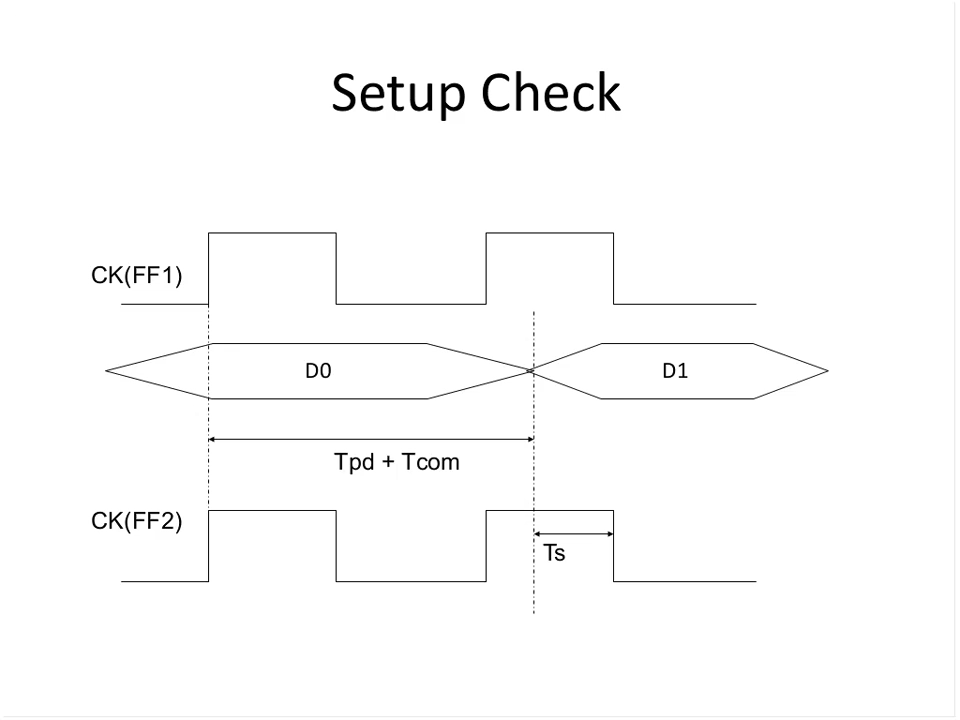 Setup Check
CK(FF1)
D0
D1
Tpd + Tcom
CK(FF2)
Ts